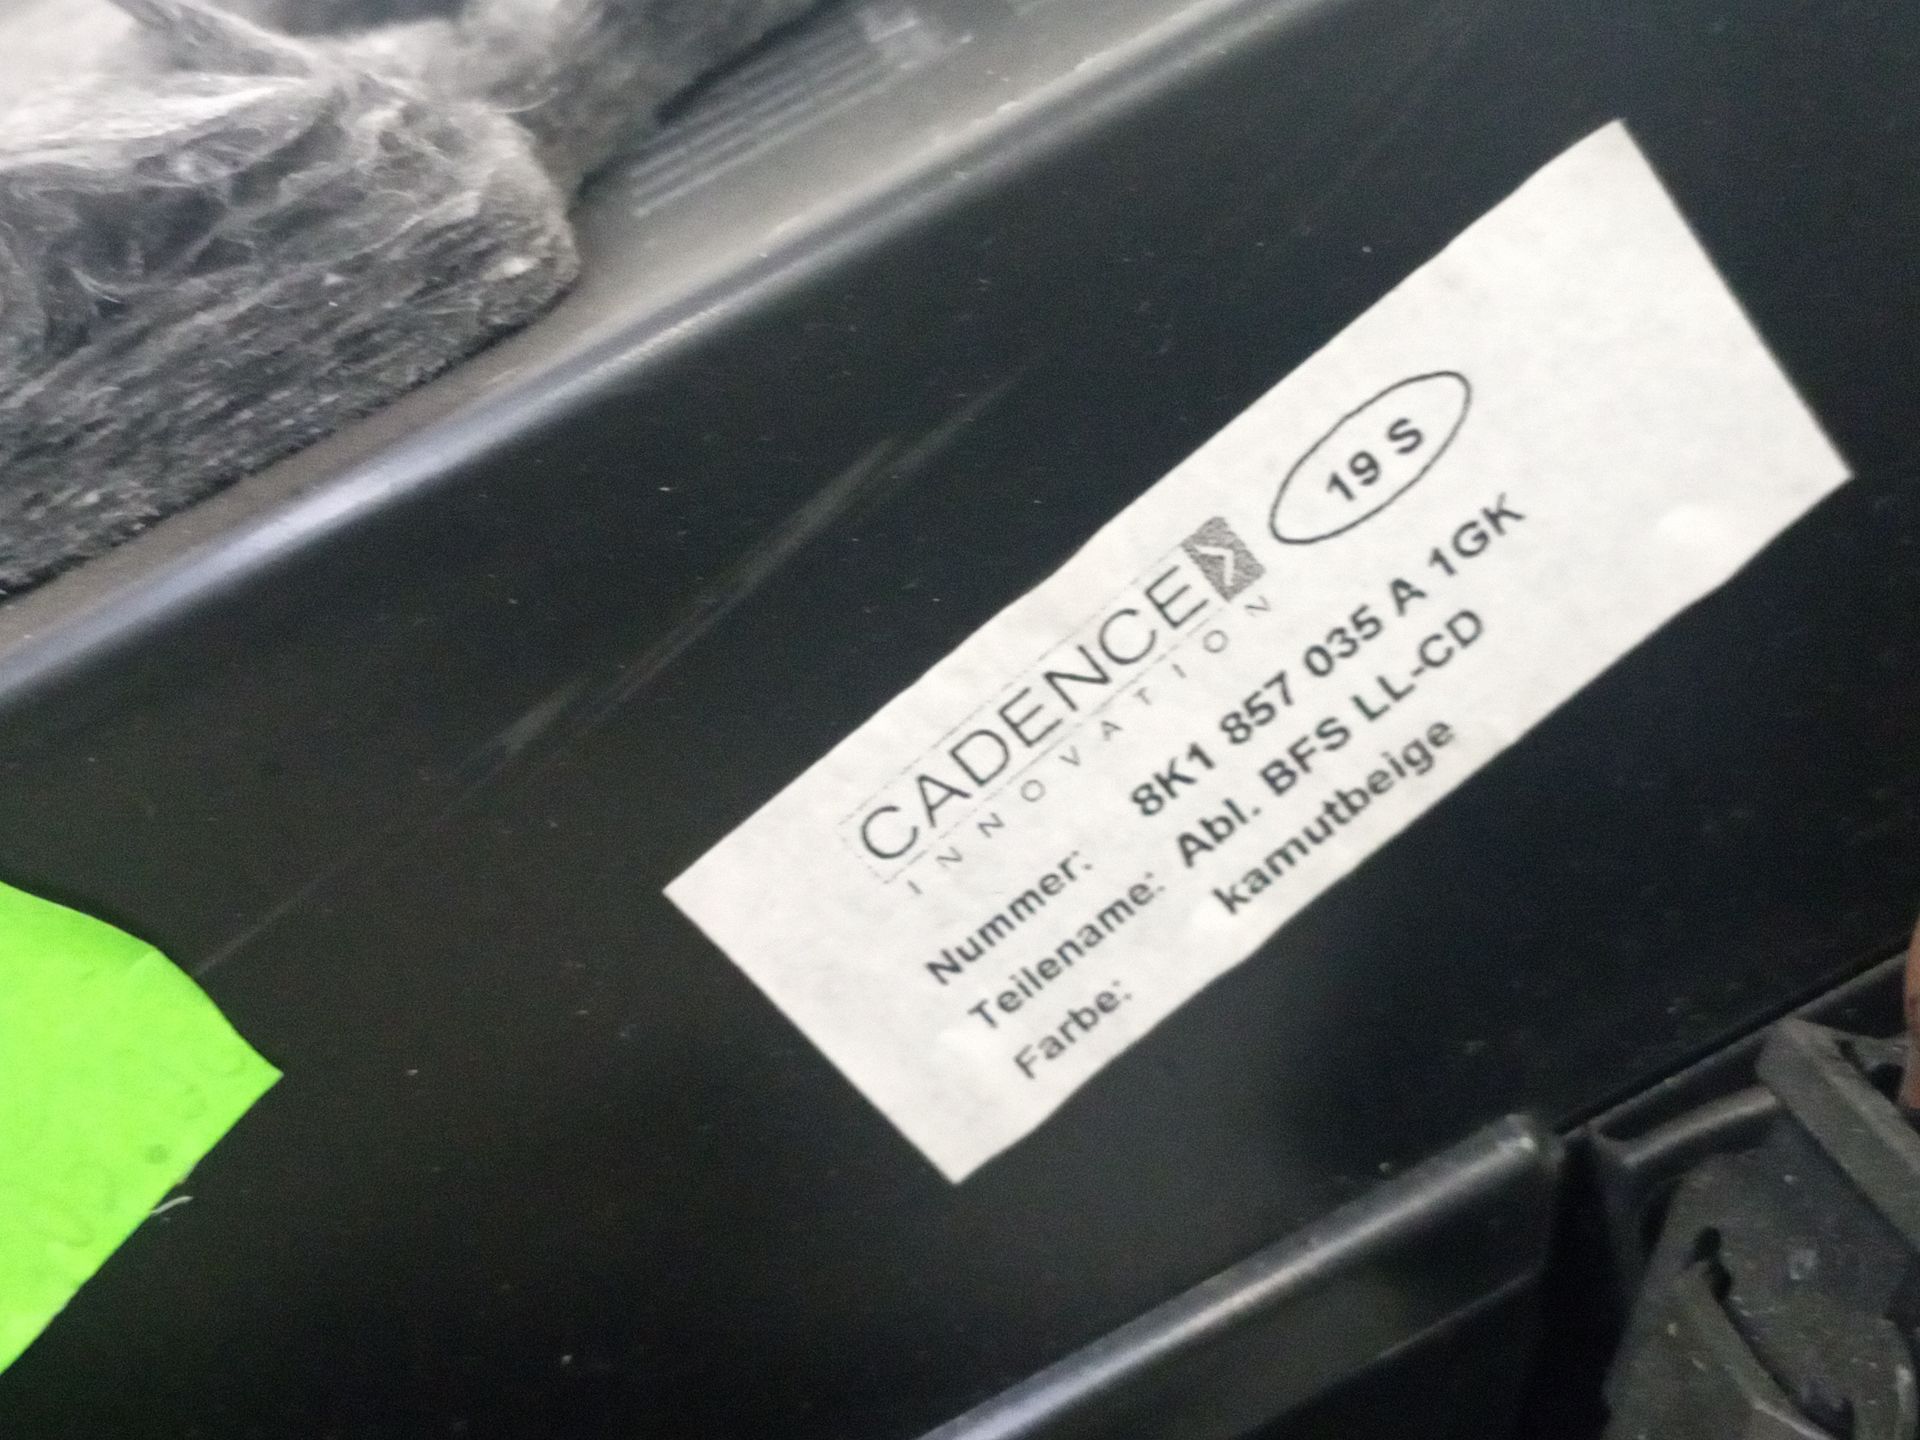 CADENCE
INNOVATION
19 S
Nummer: 8K1 857 035 A 1GK
Teilename: Abl. BFS LL-CD
Farbe: kamutbeige